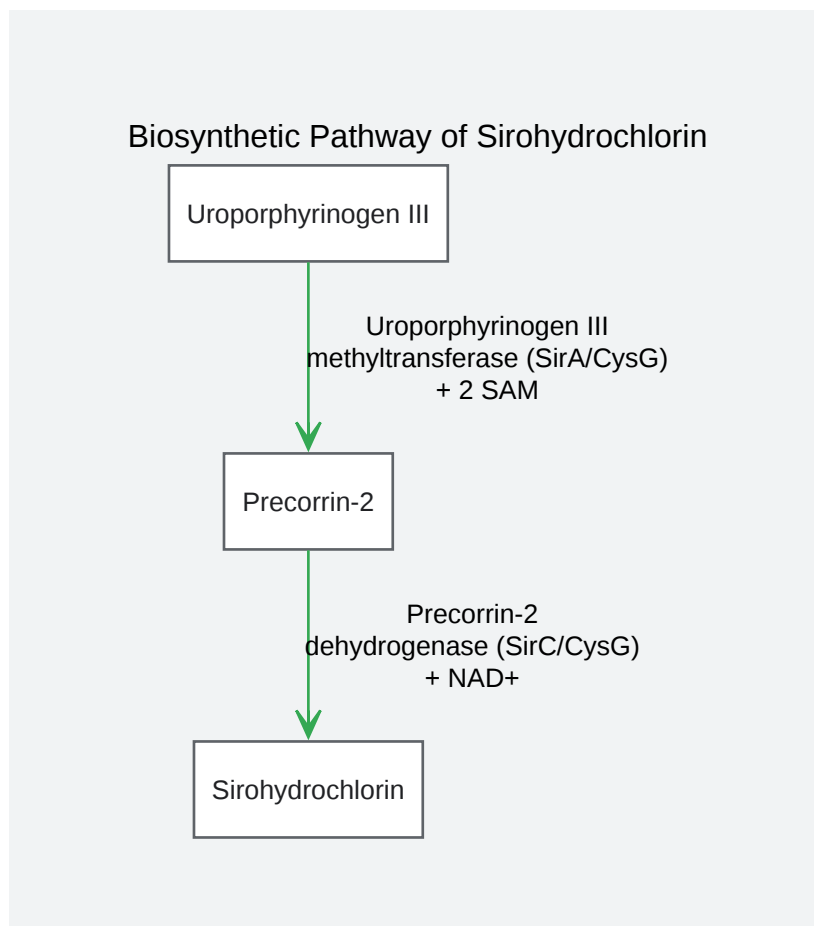 Biosynthetic Pathway of Sirohydrochlorin
Uroporphyrinogen III
Uroporphyrinogen III
methyltransferase (SirA/CysG)
+ 2 SAM
Precorrin-2
Precorrin-2
dehydrogenase (SirC/CysG)
+ NAD+
Sirohydrochlorin